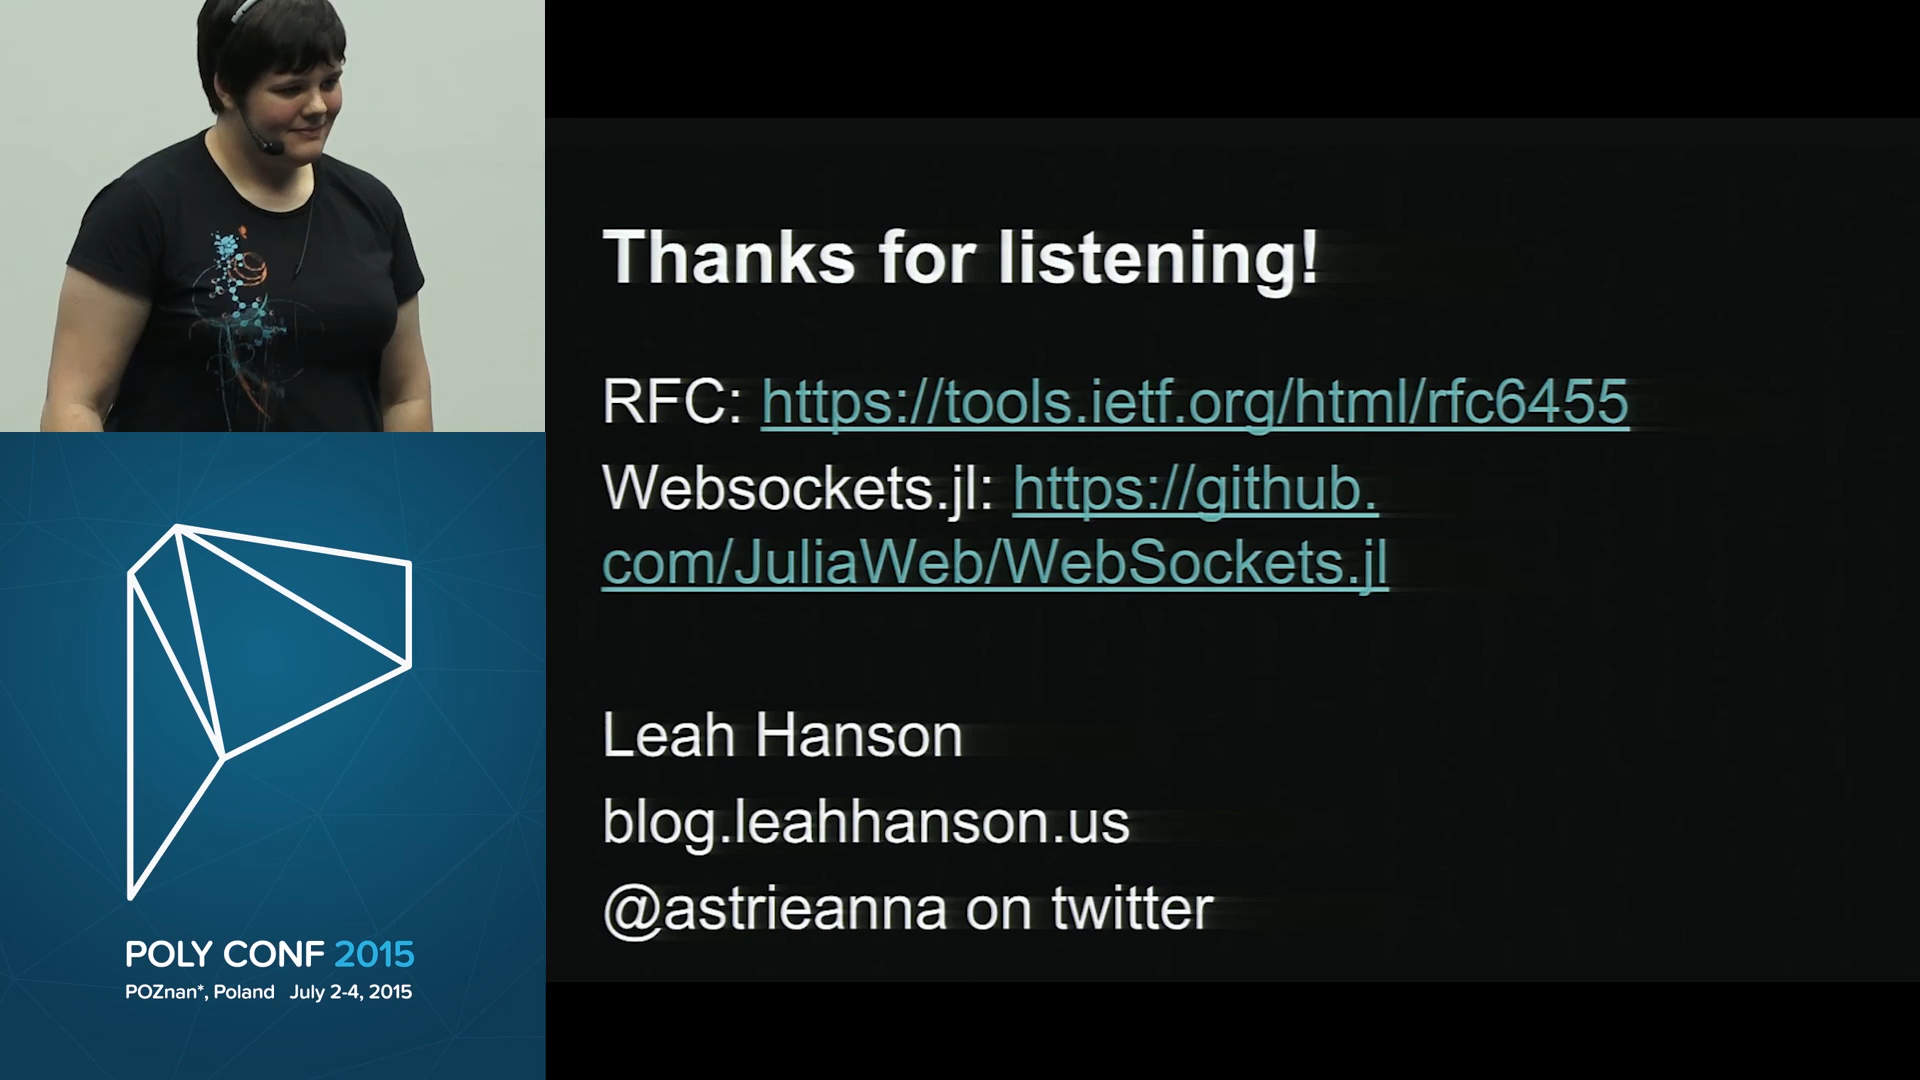 Thanks for listening!
RFC: https://tools.ietf.org/html/rfc6455
Websockets.jl: https://github.
com/JuliaWeb/WebSockets.jl
Leah Hanson
blog.leahhanson.us
@astrieanna on twitter
POLY CONF 2015
POZnan*, Poland July 2-4, 2015